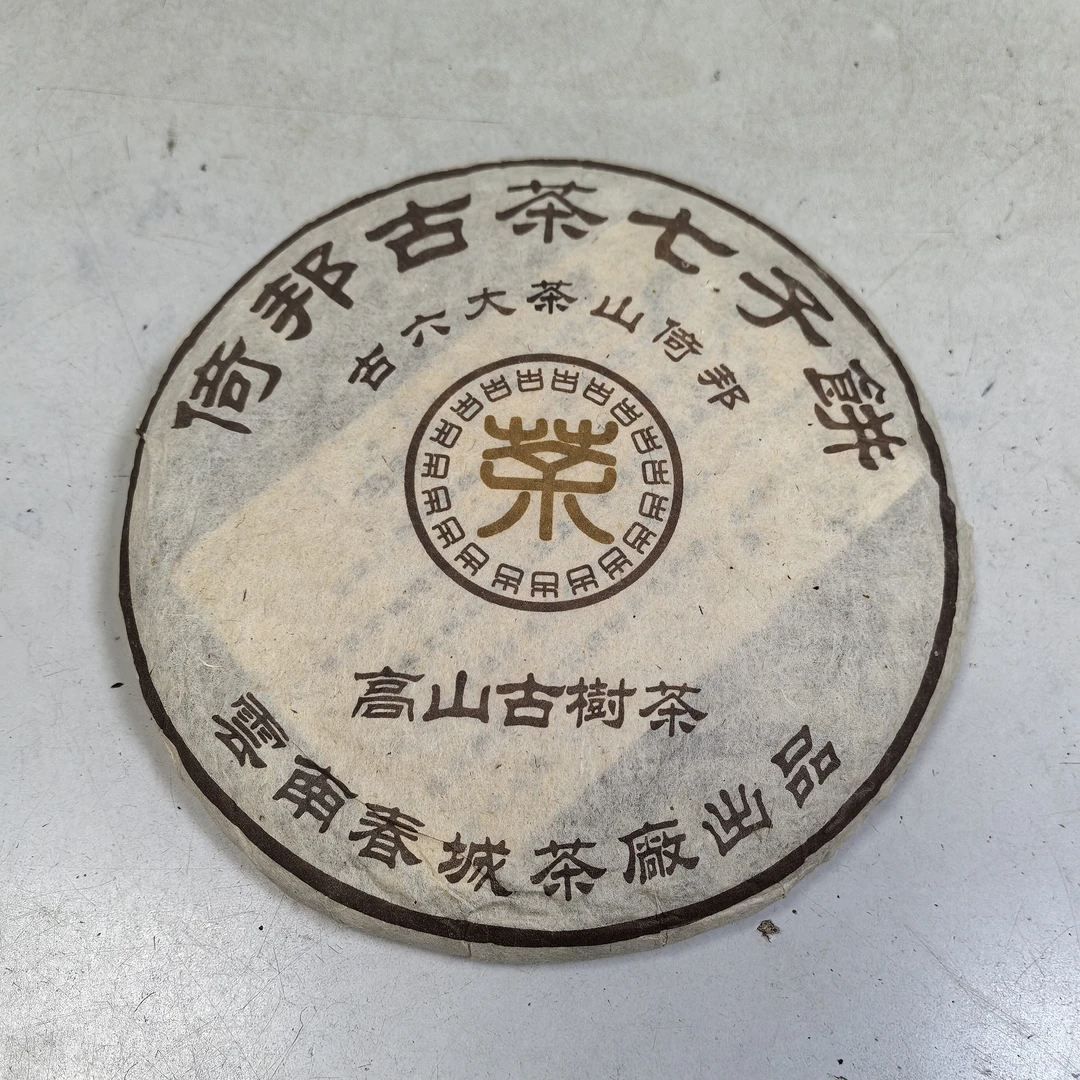 倚邦古茶七子餅
古六大茶山倚邦
茶
高山古樹茶
雲南春城茶廠出品